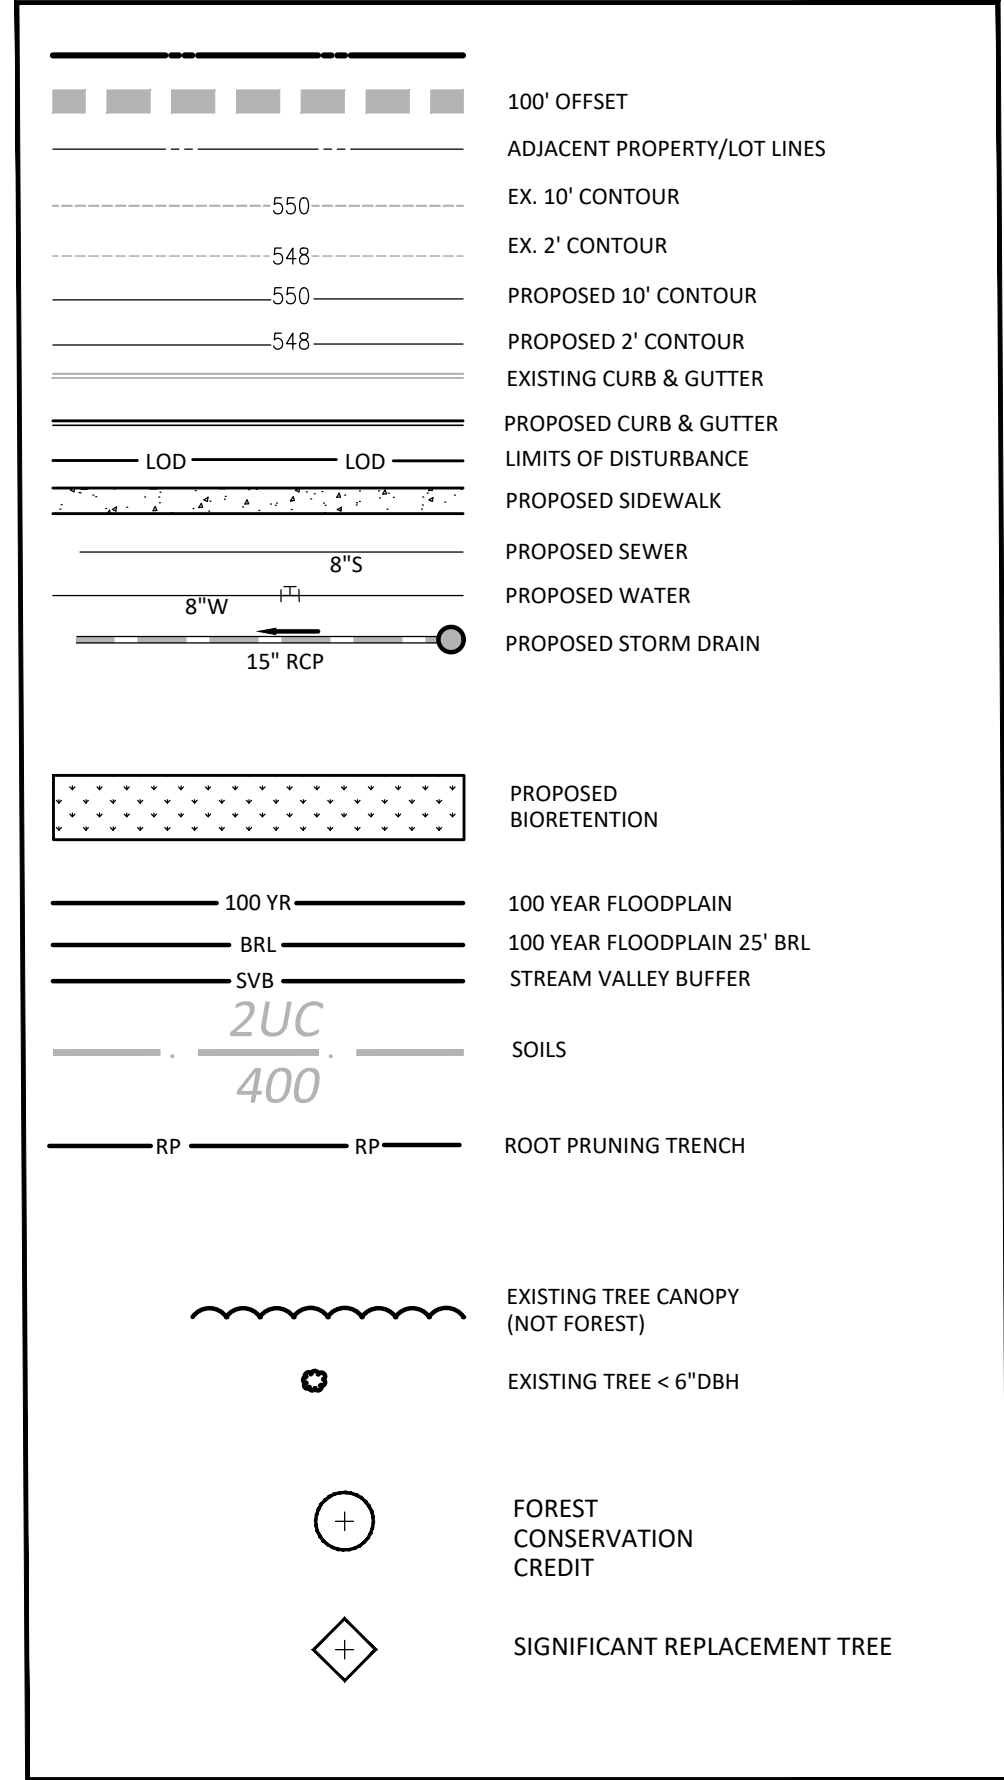 100' OFFSET
ADJACENT PROPERTY/LOT LINES
550
EX. 10' CONTOUR
548
EX. 2' CONTOUR
550
PROPOSED 10' CONTOUR
548
PROPOSED 2' CONTOUR
EXISTING CURB & GUTTER
PROPOSED CURB & GUTTER
LOD LOD
LIMITS OF DISTURBANCE
PROPOSED SIDEWALK
8"S
PROPOSED SEWER
8"W
PROPOSED WATER
15" RCP
PROPOSED STORM DRAIN
PROPOSED
BIORETENTION
100 YR
100 YEAR FLOODPLAIN
BRL
100 YEAR FLOODPLAIN 25' BRL
SVB
STREAM VALLEY BUFFER
2UC
400
SOILS
RP RP
ROOT PRUNING TRENCH
EXISTING TREE CANOPY
(NOT FOREST)
EXISTING TREE < 6"DBH
FOREST
CONSERVATION
CREDIT
SIGNIFICANT REPLACEMENT TREE